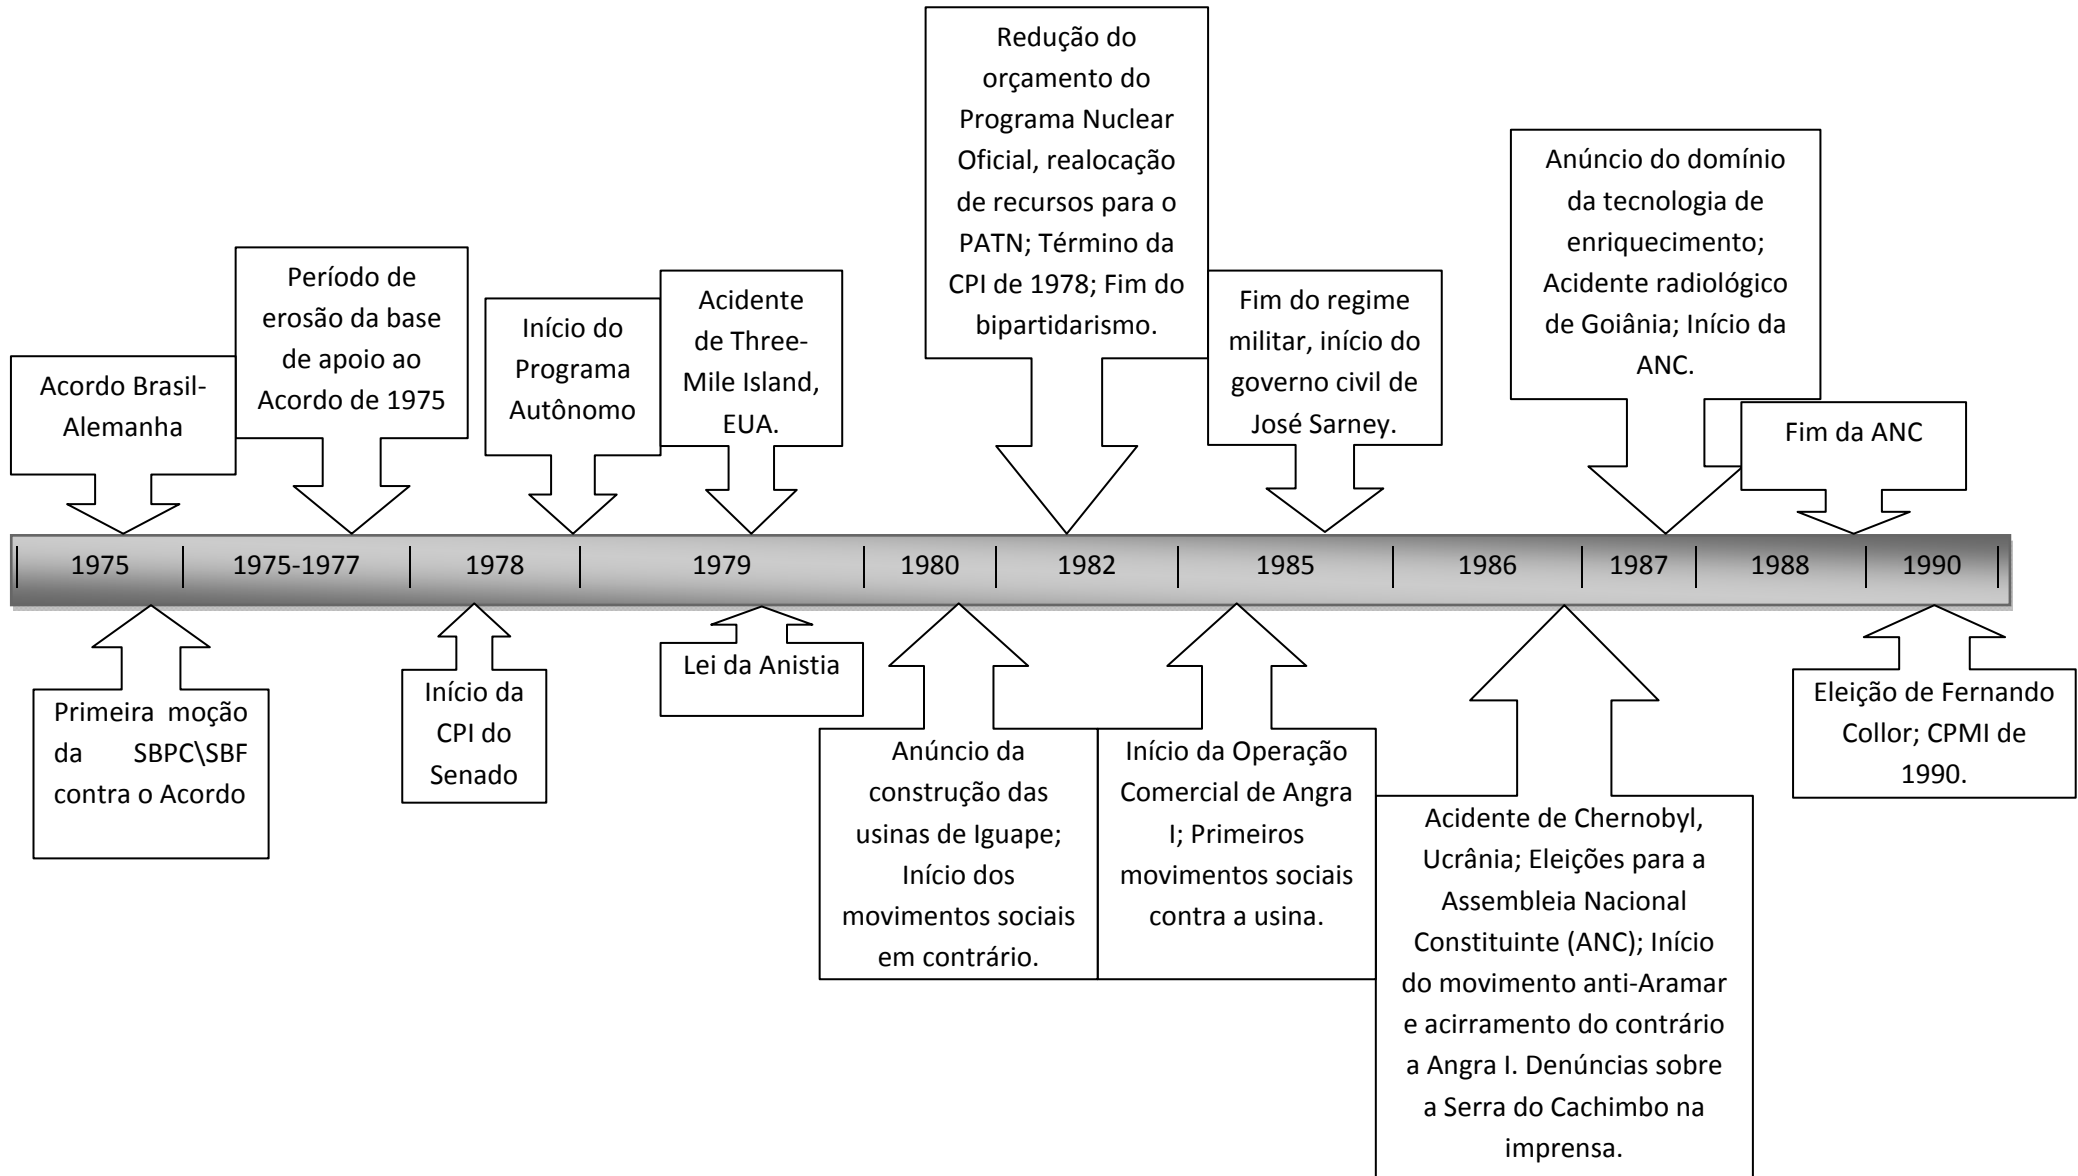 Redução do
orçamento do
Programa Nuclear
Oficial, realocação
de recursos para o
PATN; Término da
CPI de 1978; Fim do
bipartidarismo.
Anúncio do domínio
da tecnologia de
enriquecimento;
Acidente radiológico
de Goiânia; Início da
ANC.
Período de
erosão da base
de apoio ao
Acordo de 1975
Início do
Programa
Autônomo
Acidente
de Three-
Mile Island,
EUA.
Fim do regime
militar, início do
governo civil de
José Sarney.
Acordo Brasil-
Alemanha
Fim da ANC
1975 1975-1977 1978 1979 1980 1982 1985 1986 1987 1988 1990
Primeira moção
da SBPC\SBF
contra o Acordo
Início da
CPI do
Senado
Lei da Anistia
Anúncio da
construção das
usinas de Iguape;
Início dos
movimentos sociais
em contrário.
Início da Operação
Comercial de Angra
I; Primeiros
movimentos sociais
contra a usina.
Acidente de Chernobyl,
Ucrânia; Eleições para a
Assembleia Nacional
Constituinte (ANC); Início
do movimento anti-Aramar
e acirramento do contrário
a Angra I. Denúncias sobre
a Serra do Cachimbo na
imprensa.
Eleição de Fernando
Collor; CPMI de
1990.